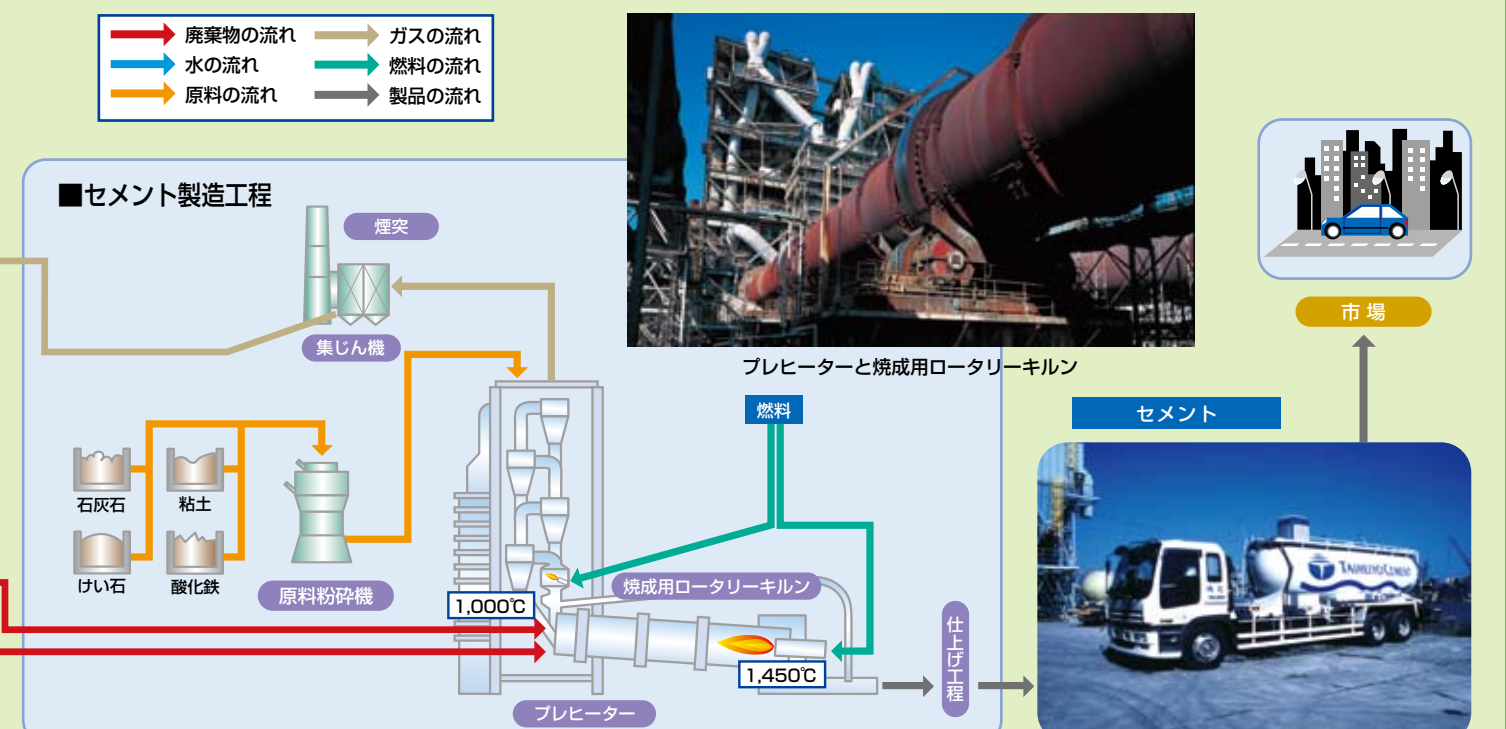 廃棄物の流れ
ガスの流れ
水の流れ
燃料の流れ
原料の流れ
製品の流れ
■セメント製造工程
煙突
集じん機
プレヒーターと焼成用ロータリーキルン
市場
燃料
セメント
石灰石
粘土
けい石
酸化鉄
原料粉砕機
1,000℃
焼成用ロータリーキルン
1,450℃
プレヒーター
仕上げ工程
TAIHEIYO CEMENT